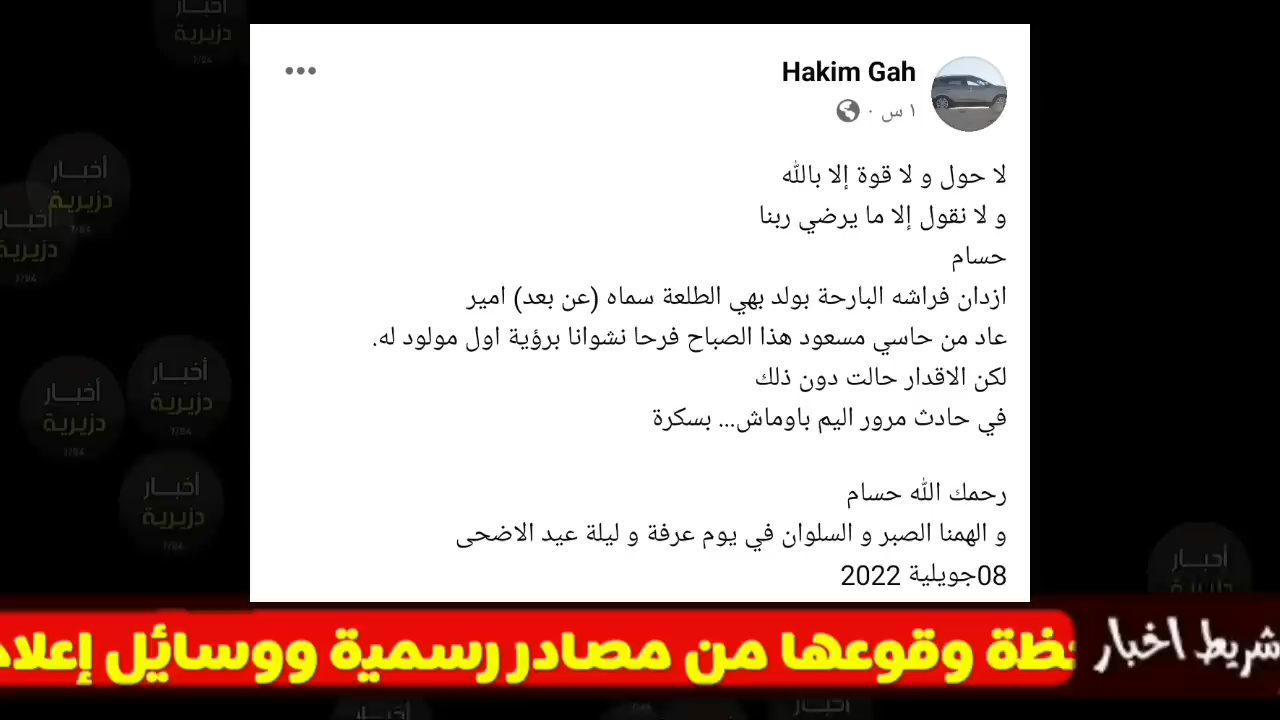 Hakim Gah
١ س ·
لا حول و لا قوة إلا بالله
و لا نقول إلا ما يرضي ربنا
حسام
ازدان فراشه البارحة بولد بهي الطلعة سماه (عن بعد) امير
عاد من حاسي مسعود هذا الصباح فرحا نشوانا برؤية اول مولود له.
لكن الاقدار حالت دون ذلك
في حادث مرور اليم باوماش... بسكرة
رحمك الله حسام
و الهمنا الصبر و السلوان في يوم عرفة و ليلة عيد الاضحى
08جويلية 2022
شريط اخبار
وقوعها من مصادر رسمية ووسائل
أخبار
دزيرية